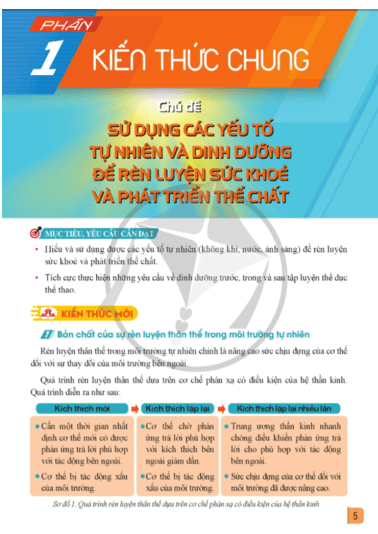 PHẦN
1 KIẾN THỨC CHUNG
Chủ đề
SỬ DỤNG CÁC YẾU TỐ
TỰ NHIÊN VÀ DINH DƯỠNG
ĐỂ RÈN LUYỆN SỨC KHOẺ
VÀ PHÁT TRIỂN THỂ CHẤT
MỤC TIÊU, YÊU CẦU CẦN ĐẠT
• Hiểu và sử dụng được các yếu tố tự nhiên (không khí, nước, ánh sáng) để rèn luyện
sức khoẻ và phát triển thể chất.
• Tích cực thực hiện những yêu cầu về dinh dưỡng trước, trong và sau tập luyện thể dục
thể thao.
KIẾN THỨC MỚI
1 Bản chất của sự rèn luyện thân thể trong môi trường tự nhiên
Rèn luyện thân thể trong môi trường tự nhiên chính là nâng cao sức chịu đựng của cơ thể
đối với sự thay đổi của môi trường bên ngoài.
Quá trình rèn luyện thân thể dựa trên cơ chế phản xạ có điều kiện của hệ thần kinh.
Quá trình diễn ra như sau:
Kích thích mới
Kích thích lặp lại
Kích thích lặp lại nhiều lần
Cần một thời gian nhất
định cơ thể mới có được
phản ứng trả lời phù hợp
với tác động bên ngoài.
Cơ thể bị tác động xấu
của môi trường.
Cơ thể chờ phản
ứng trả lời phù hợp
với kích thích bên
ngoài giảm dần.
Cơ thể bị tác động
xấu của môi trường.
Trung ương thần kinh nhanh
chóng điều khiển phản ứng trả
lời cho phù hợp với tác động
bên ngoài.
Sức chịu đựng của cơ thể đối với
môi trường đã được nâng cao.
Sơ đồ 1. Quá trình rèn luyện thân thể dựa trên cơ chế phản xạ có điều kiện của hệ thần kinh
5